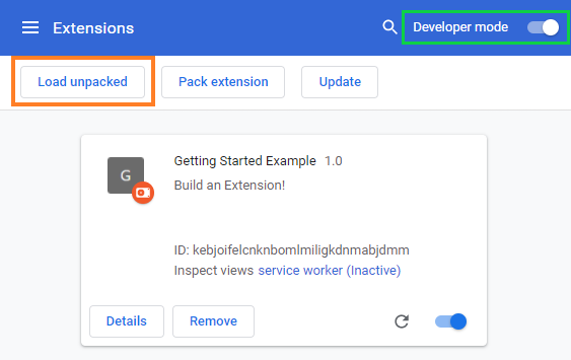 Extensions
Developer mode
Load unpacked
Pack extension
Update
G
Getting Started Example 1.0
Build an Extension!
ID: kebjoifelcnknbomlmiligkdnmabjdmm
Inspect views service worker (Inactive)
Details
Remove